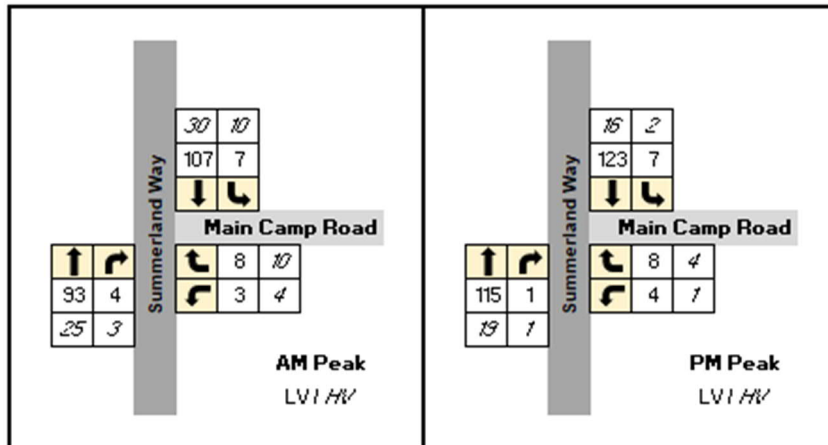 30 10
107 7
Summerland Way
Main Camp Road
8 10
93 4
3 4
25 3
AM Peak
LV / HV
16 2
123 7
Summerland Way
Main Camp Road
8 4
115 1
4 1
19 1
PM Peak
LV / HV